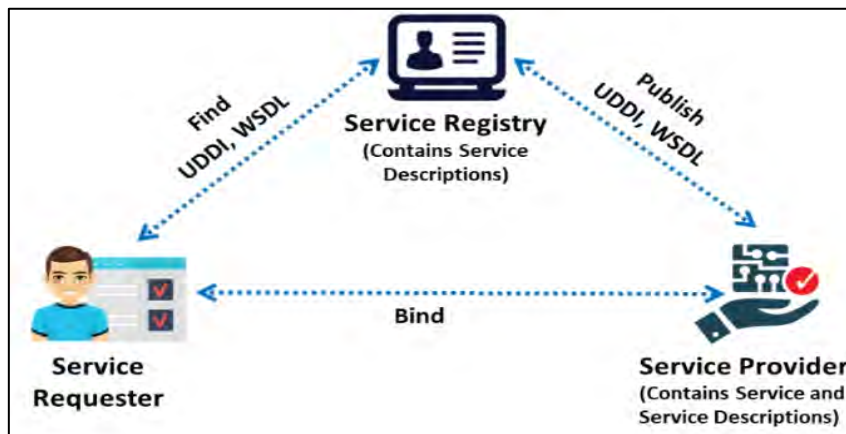 Find
UDDI, WSDL
Publish
UDDI, WSDL
Service Registry
(Contains Service
Descriptions)
Bind
Service
Requester
Service Provider
(Contains Service and
Service Descriptions)